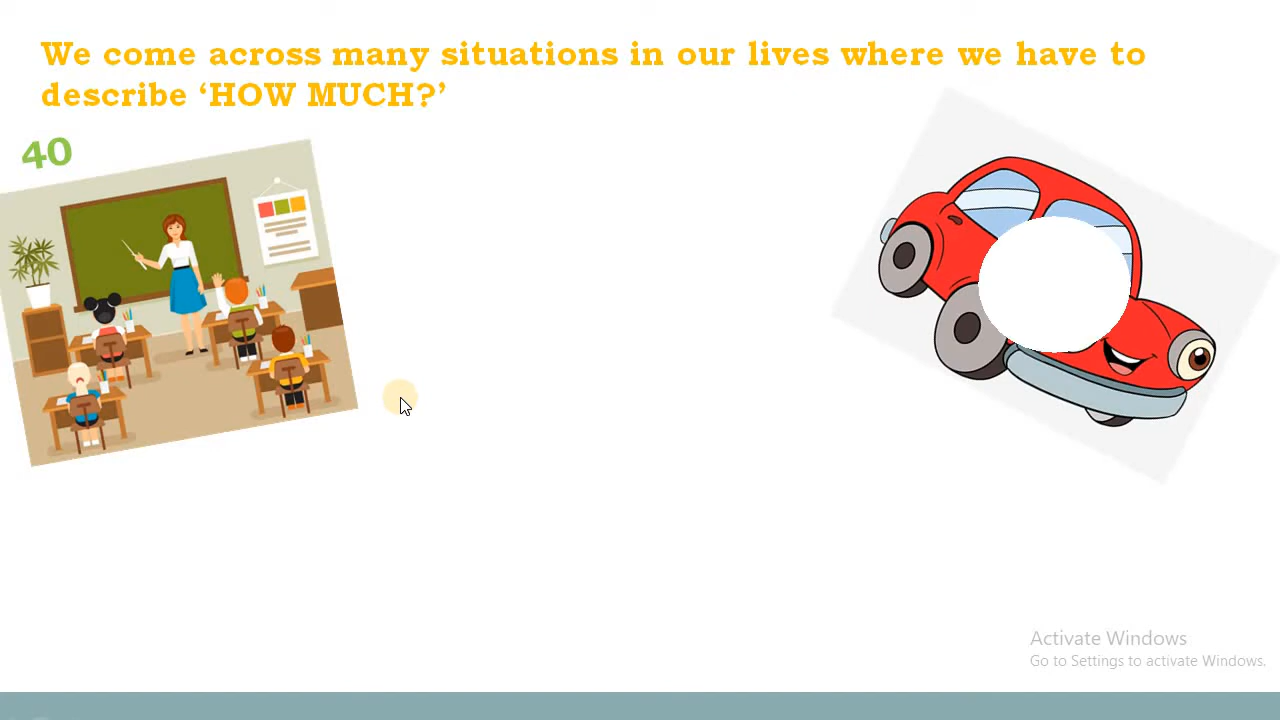 We come across many situations in our lives where we have to
describe ‘HOW MUCH?’
40
Activate Windows
Go to Settings to activate Windows.